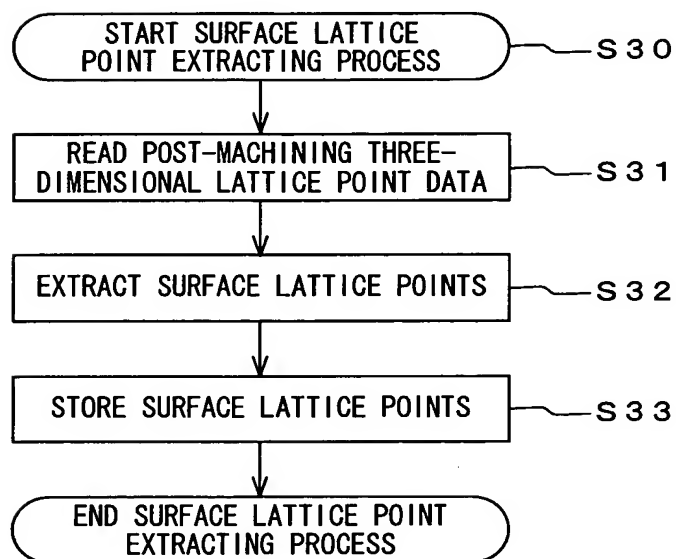 START SURFACE LATTICE
POINT EXTRACTING PROCESS
S30
READ POST-MACHINING THREE-
DIMENSIONAL LATTICE POINT DATA
S31
EXTRACT SURFACE LATTICE POINTS
S32
STORE SURFACE LATTICE POINTS
S33
END SURFACE LATTICE POINT
EXTRACTING PROCESS